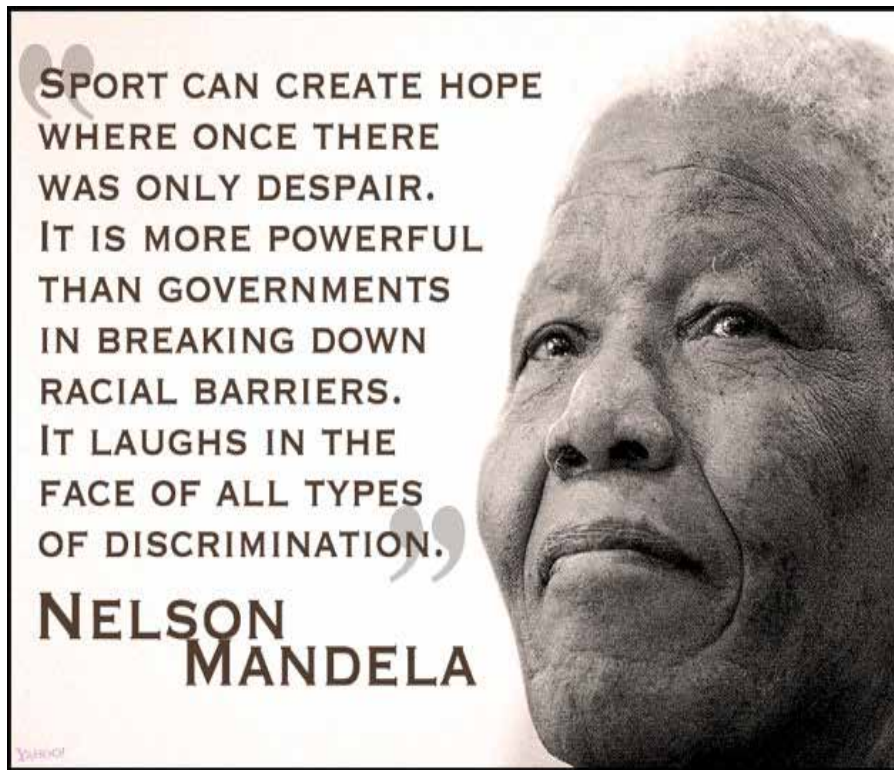 “SPORT CAN CREATE HOPE
WHERE ONCE THERE
WAS ONLY DESPAIR.
IT IS MORE POWERFUL
THAN GOVERNMENTS
IN BREAKING DOWN
RACIAL BARRIERS.
IT LAUGHS IN THE
FACE OF ALL TYPES
OF DISCRIMINATION.”
NELSON
MANDELA
YAHOO!